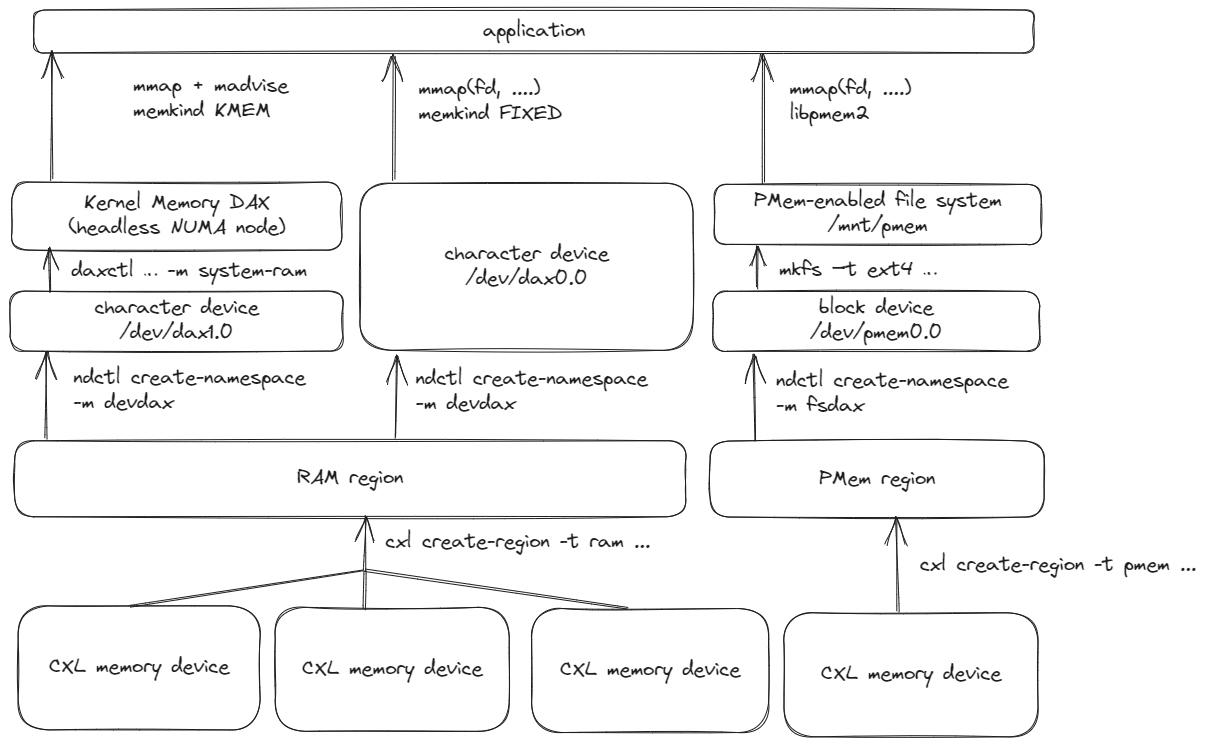 application
mmap + madvise
memkind KMEM
mmap(fd, ....)
memkind FIXED
mmap(fd, ....)
libpmem2
Kernel Memory DAX
(headless NUMA node)
character device
/dev/dax0.0
PMem-enabled file system
/mnt/pmem
daxctl ... -m system-ram
mkfs -t ext4 ...
character device
/dev/dax1.0
block device
/dev/pmem0.0
ndctl create-namespace
-m devdax
ndctl create-namespace
-m devdax
ndctl create-namespace
-m fsdax
RAM region
PMem region
cxl create-region -t ram ...
cxl create-region -t pmem ...
CXL memory device
CXL memory device
CXL memory device
CXL memory device